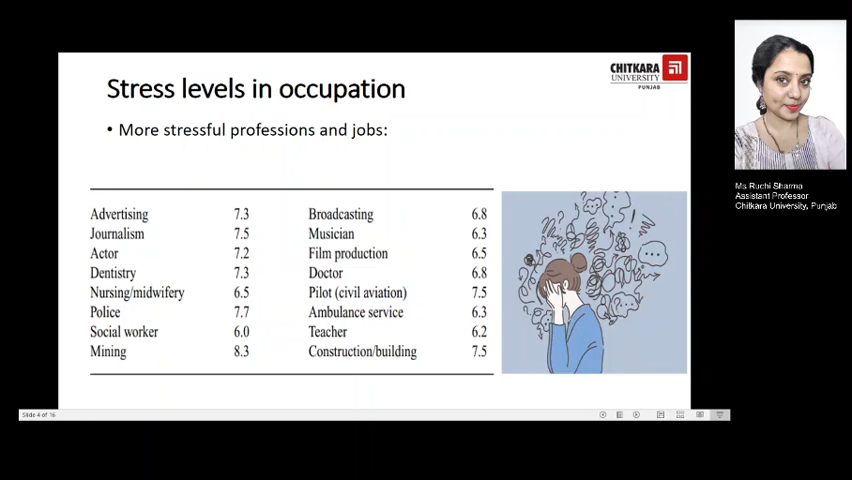 Stress levels in occupation
CHITKARA
UNIVERSITY
PUNJAB
• More stressful professions and jobs:
Advertising 7.3 Broadcasting 6.8
Journalism 7.5 Musician 6.3
Actor 7.2 Film production 6.5
Dentistry 7.3 Doctor 6.8
Nursing/midwifery 6.5 Pilot (civil aviation) 7.5
Police 7.7 Ambulance service 6.3
Social worker 6.0 Teacher 6.2
Mining 8.3 Construction/building 7.5
Slide 4 of 16
Ms Ruchi Sharma
Assistant Professor
Chitkara University, Punjab